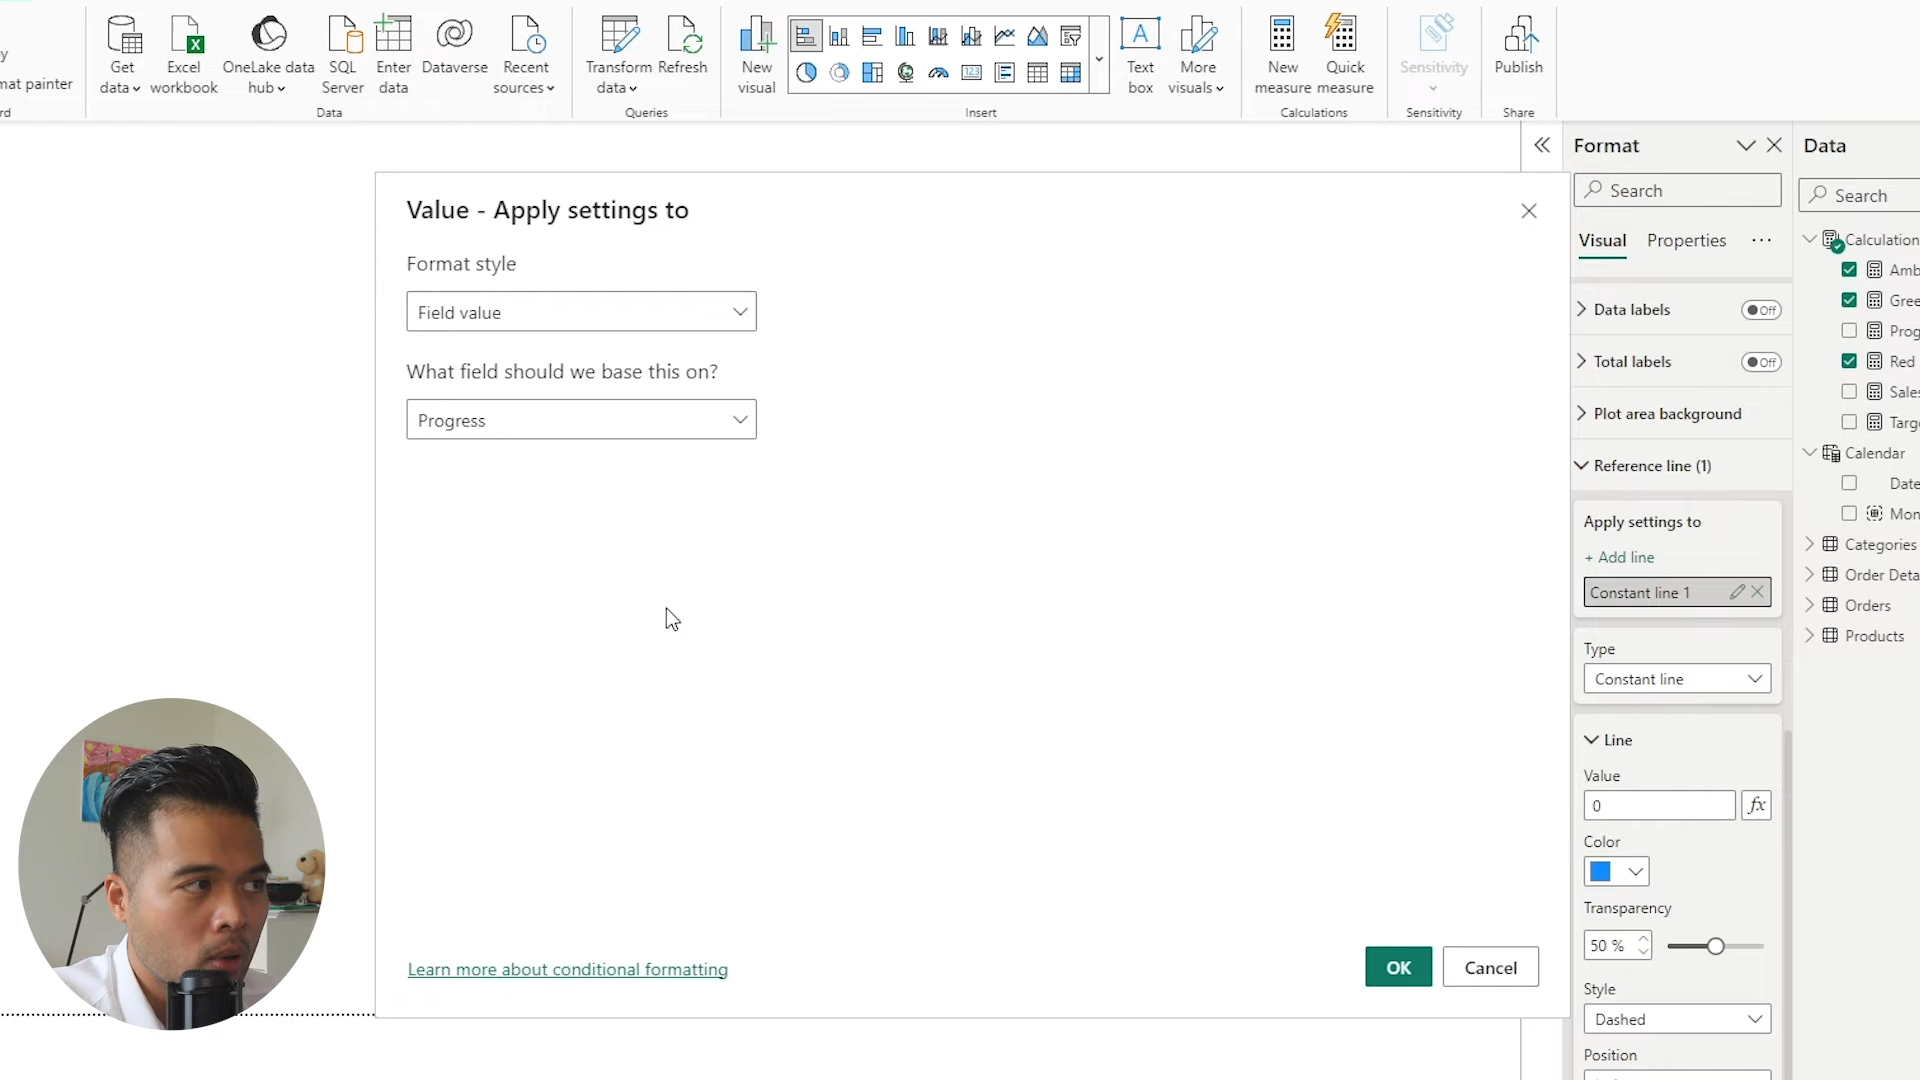 y
mat painter
rd
Get
data
Excel
workbook
OneLake data
hub
SQL
Server
Enter
data
Dataverse
Recent
sources
Data
Transform
data
Refresh
Queries
New
visual
123
Insert
A
Text
box
More
visuals
New
measure
Quick
measure
Calculations
Sensitivity
Sensitivity
Publish
Share
Value - Apply settings to
Format style
Field value
What field should we base this on?
Progress
Learn more about conditional formatting
OK
Cancel
Format
Search
Visual
Properties
...
Data labels
Off
Total labels
Off
Plot area background
Reference line (1)
Apply settings to
+ Add line
Constant line 1
Type
Constant line
Line
Value
0
fx
Color
Transparency
50 %
Style
Dashed
Position
Data
Search
Calculation
Amb
Gree
Prog
Red
Sales
Targe
Calendar
Date
Mon
Categories
Order Deta
Orders
Products